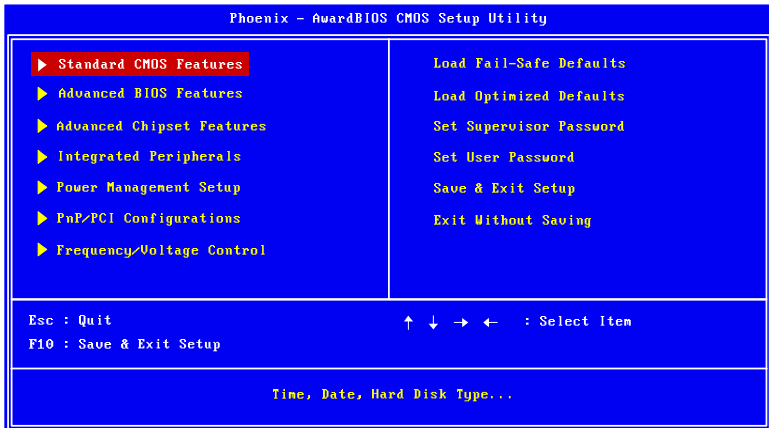 Phoenix - AwardBIOS CMOS Setup Utility
Standard CMOS Features
Advanced BIOS Features
Advanced Chipset Features
Integrated Peripherals
Power Management Setup
PnP/PCI Configurations
Frequency/Voltage Control
Load Fail-Safe Defaults
Load Optimized Defaults
Set Supervisor Password
Set User Password
Save & Exit Setup
Exit Without Saving
Esc : Quit
F10 : Save & Exit Setup
↑ ↓ → ← : Select Item
Time, Date, Hard Disk Type...